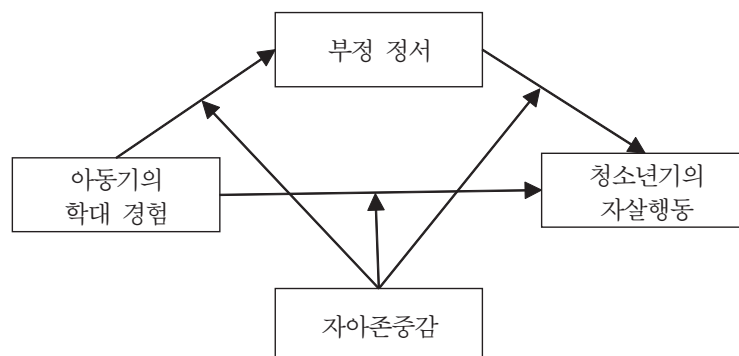 부정 정서
아동기의
학대 경험
청소년기의
자살행동
자아존중감